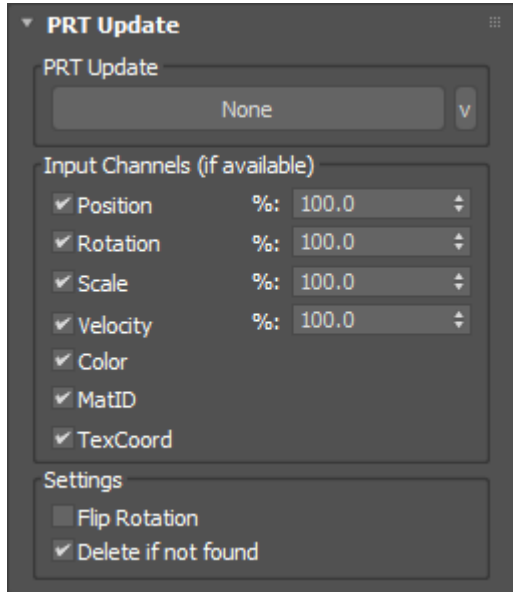 PRT Update
PRT Update
None v
Input Channels (if available)
Position %: 100.0
Rotation %: 100.0
Scale %: 100.0
Velocity %: 100.0
Color
MatID
TexCoord
Settings
Flip Rotation
Delete if not found